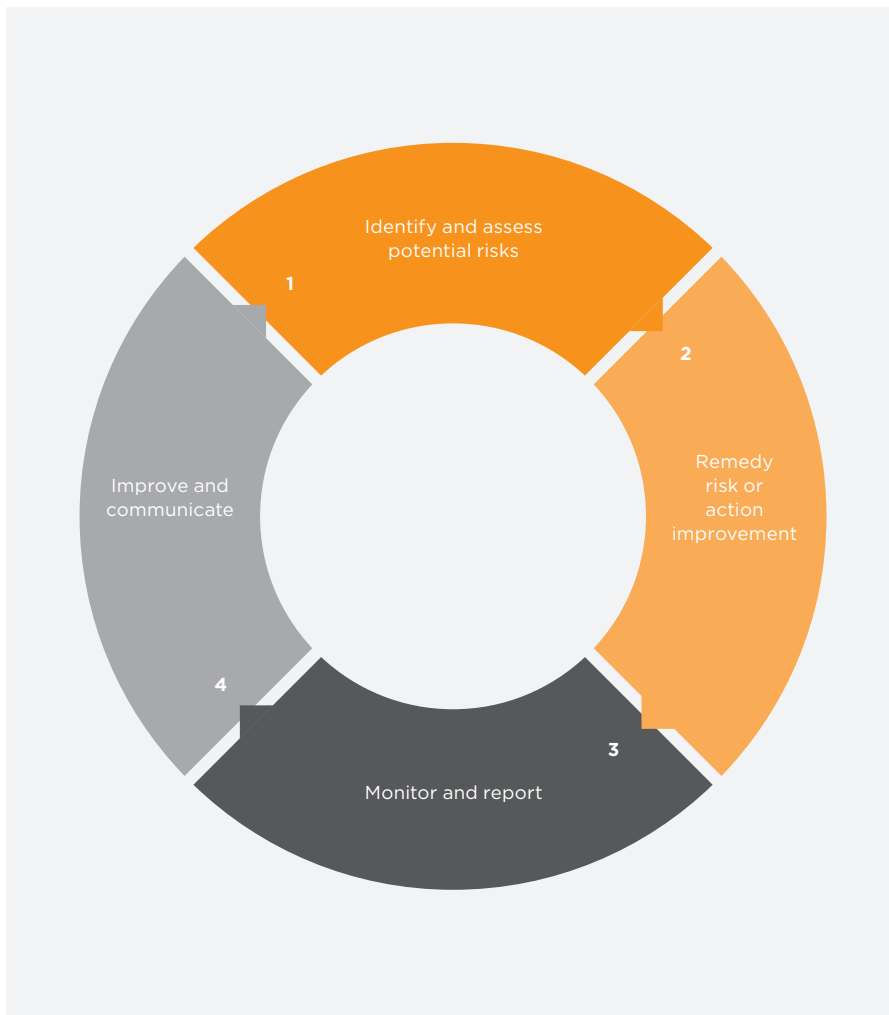 Identify and assess
potential risks
1
2
Remedy
risk or
action
improvement
3
Monitor and report
4
Improve and
communicate